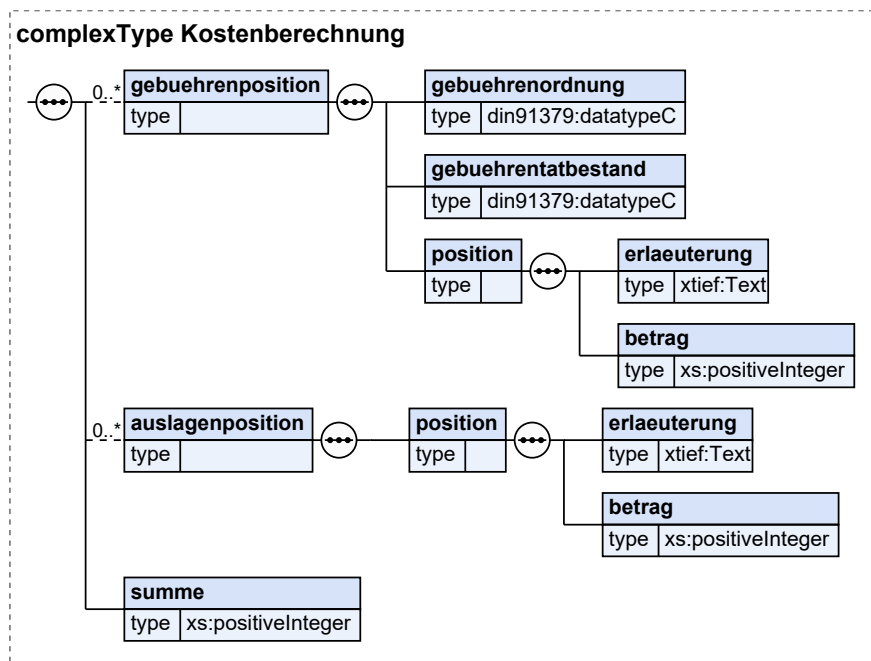 complexType Kostenberechnung
0..*
gebuehrenposition
type
gebuehrenordnung
type din91379:datatypeC
gebuehrentatbestand
type din91379:datatypeC
position
type
erlaeuterung
type xtief:Text
betrag
type xs:positiveInteger
0..*
auslagenposition
type
position
type
erlaeuterung
type xtief:Text
betrag
type xs:positiveInteger
summe
type xs:positiveInteger